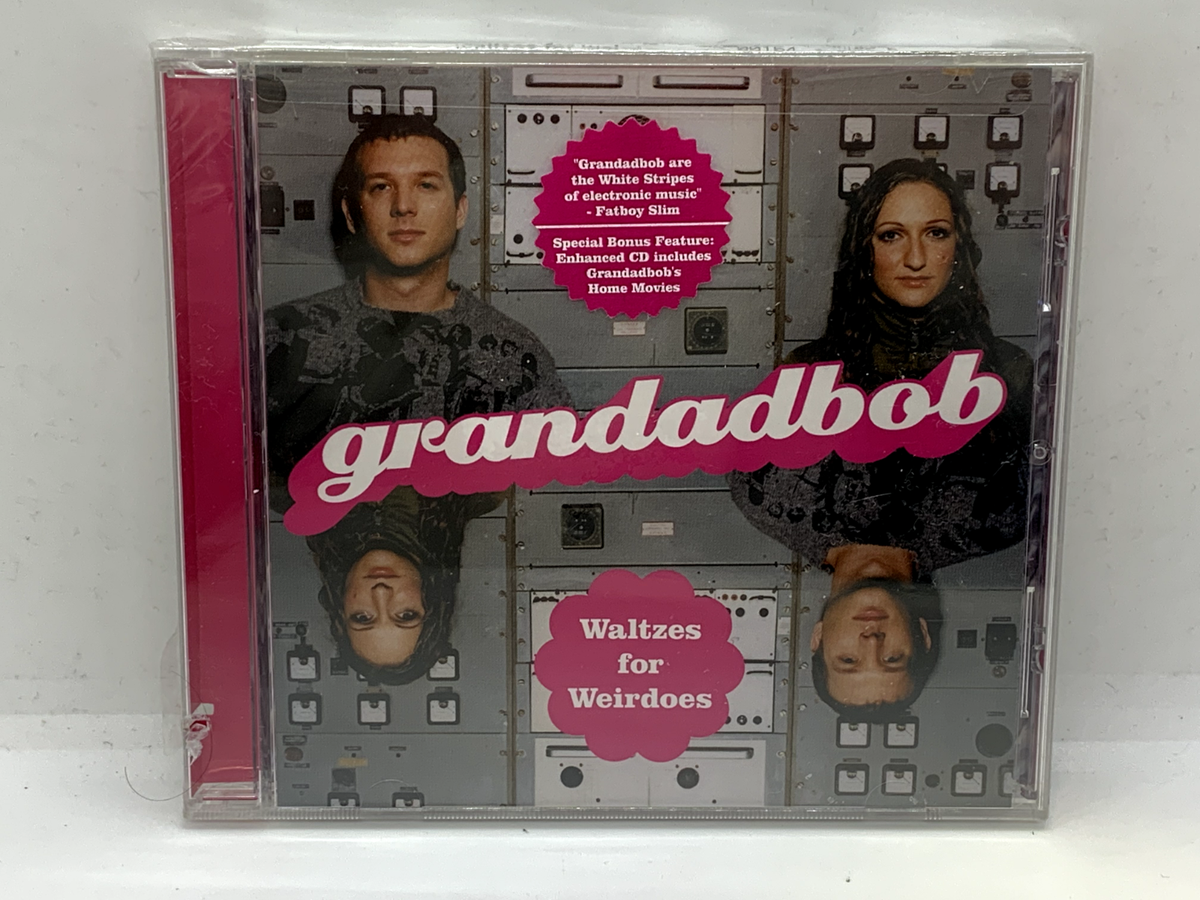 "Grandadbob are
the White Stripes
of electronic music"
- Fatboy Slim
Special Bonus Feature:
Enhanced CD includes
Grandadbob's
Home Movies
grandadbob
Waltzes
for
Weirdoes